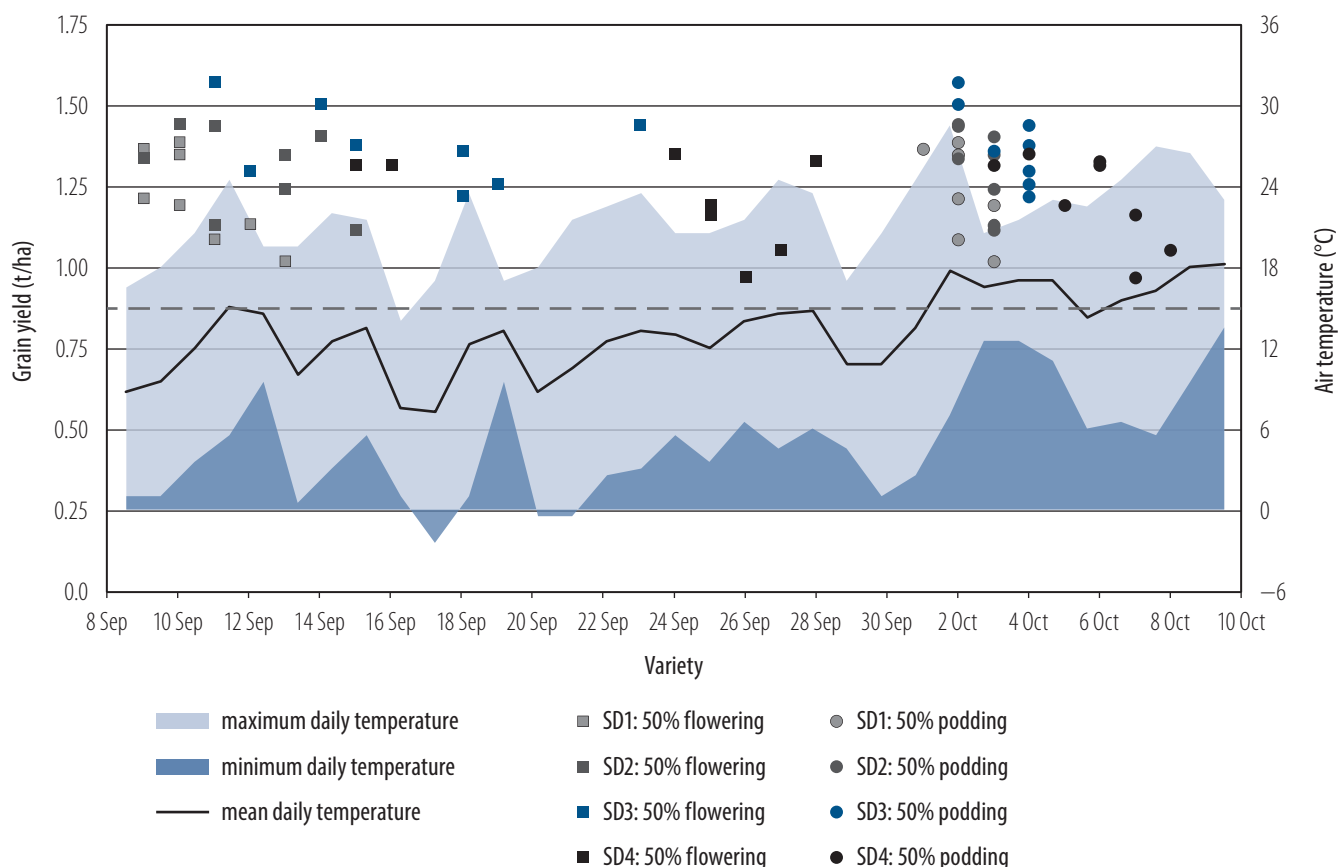 1.75
1.50
1.25
1.00
0.75
0.50
0.25
0.0
Grain yield (t/ha)
36
30
24
18
12
6
0
−6
Air temperature (°C)
8 Sep 10 Sep 12 Sep 14 Sep 16 Sep 18 Sep 20 Sep 22 Sep 24 Sep 26 Sep 28 Sep 30 Sep 2 Oct 4 Oct 6 Oct 8 Oct 10 Oct
Variety
maximum daily temperature
minimum daily temperature
mean daily temperature
SD1: 50% flowering
SD2: 50% flowering
SD3: 50% flowering
SD4: 50% flowering
SD1: 50% podding
SD2: 50% podding
SD3: 50% podding
SD4: 50% podding